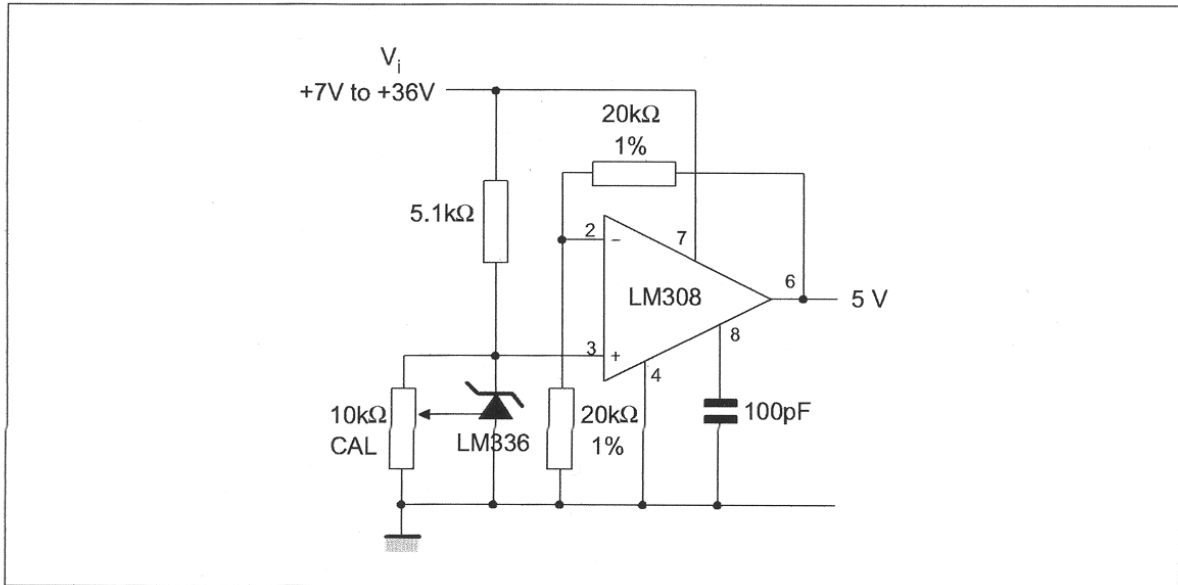 Vi
+7V to +36V
20kΩ
1%
5.1kΩ
2
−
7
LM308
6
5 V
8
3
+
4
10kΩ
CAL
LM336
20kΩ
1%
100pF